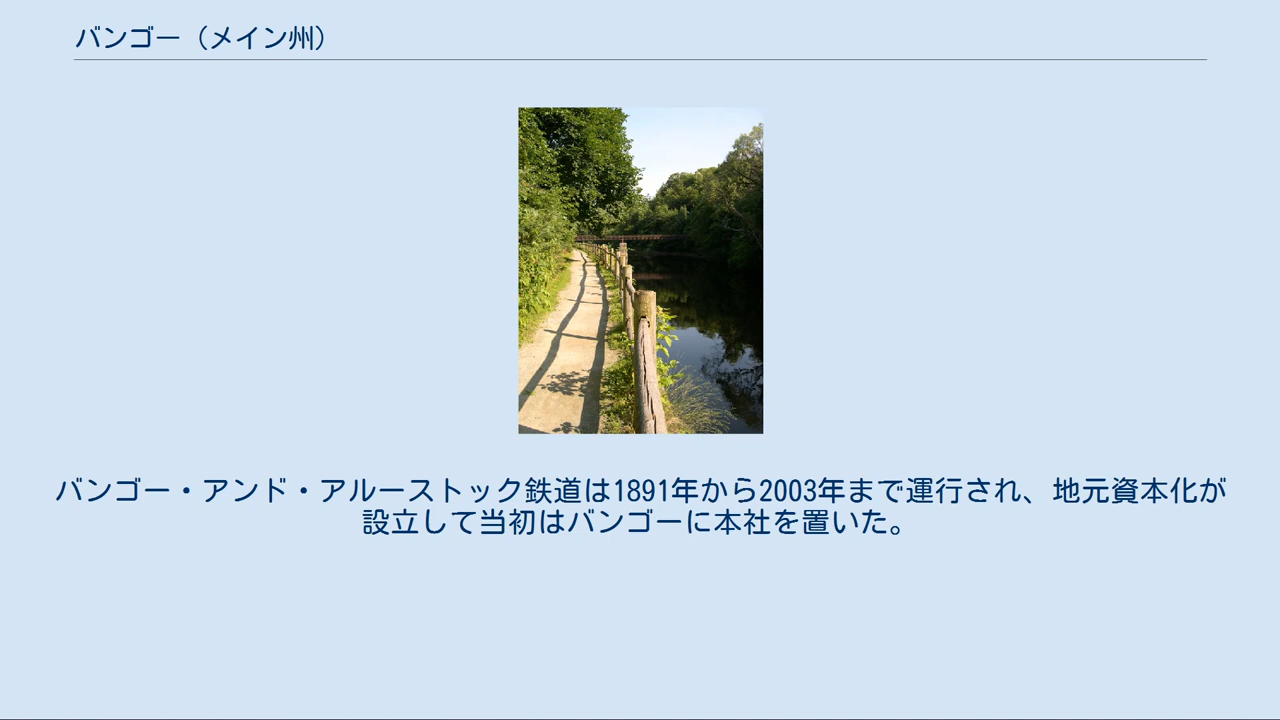 バンゴー（メイン州）
バンゴー・アンド・アルーストック鉄道は1891年から2003年まで運行され、地元資本化が
設立して当初はバンゴーに本社を置いた。